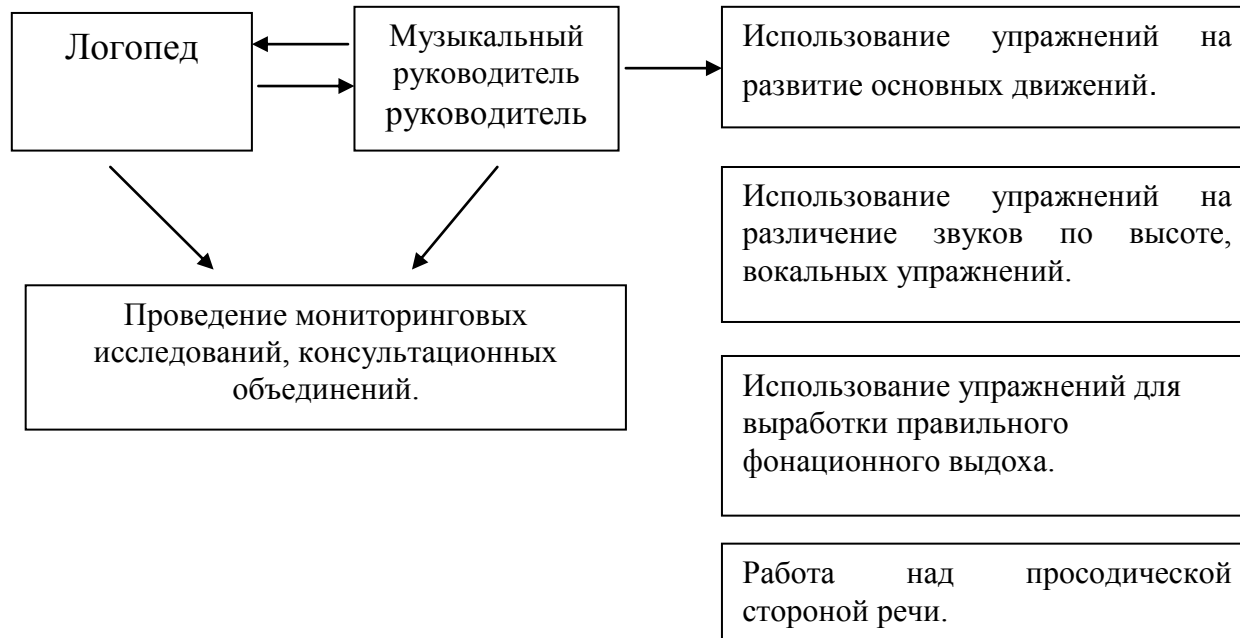 Логопед
Музыкальный
руководитель
руководитель
Использование упражнений на
развитие основных движений.
Использование упражнений на
различение звуков по высоте,
вокальных упражнений.
Проведение мониторинговых
исследований, консультационных
объединений.
Использование упражнений для
выработки правильного
фонационного выдоха.
Работа над просодической
стороной речи.